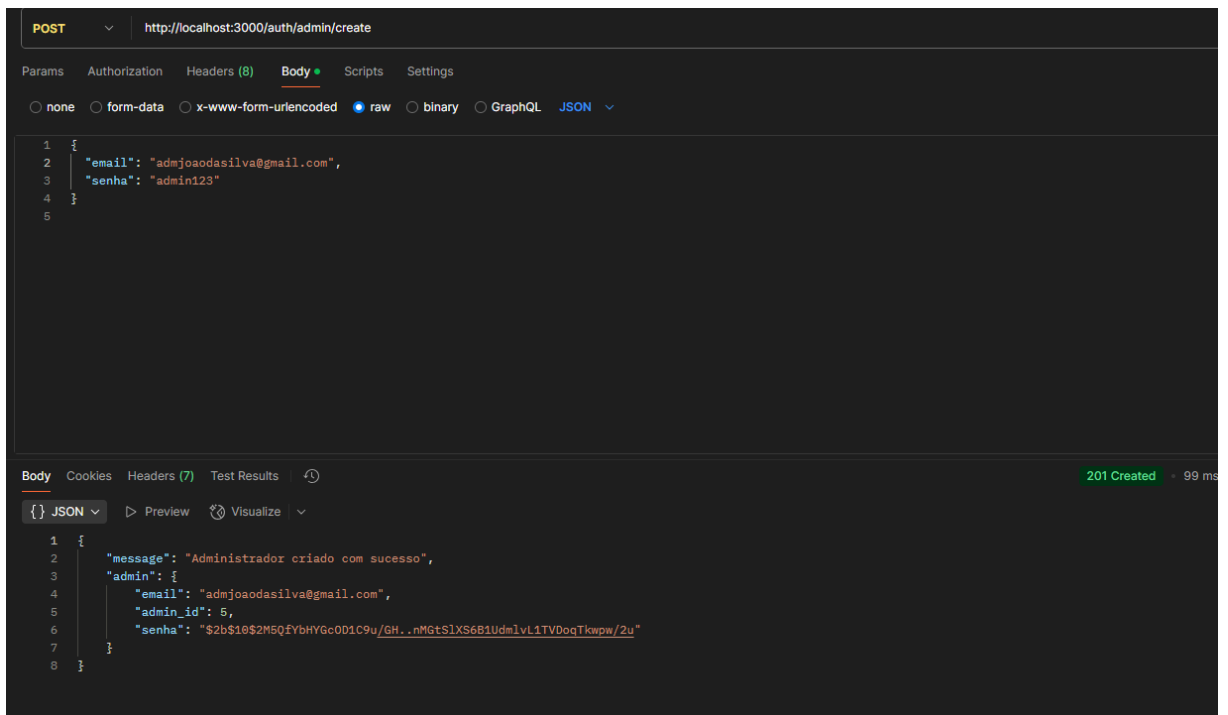 POST http://localhost:3000/auth/admin/create
Params Authorization Headers (8) Body Scripts Settings
none form-data x-www-form-urlencoded raw binary GraphQL JSON
1 {
2 "email": "admjoaodasilva@gmail.com",
3 "senha": "admin123"
4 }
5
Body Cookies Headers (7) Test Results 201 Created 99 ms
{} JSON Preview Visualize
1 {
2 "message": "Administrador criado com sucesso",
3 "admin": {
4 "email": "admjoaodasilva@gmail.com",
5 "admin_id": 5,
6 "senha": "$2b$10$2M5QfYbHYGcOD1C9u/GH..nMGtSlXS6B1UdmlvL1TVDoqTkwpw/2u"
7 }
8 }